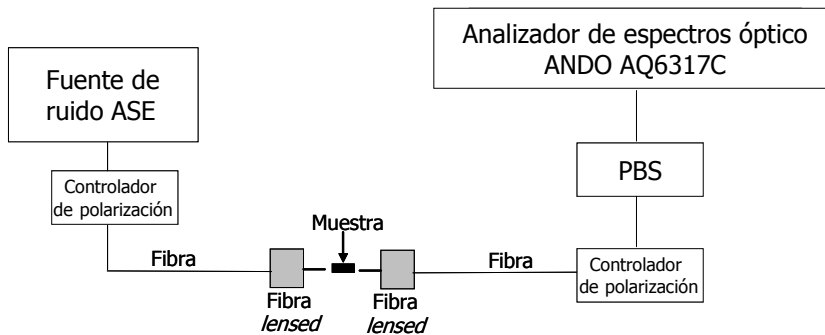 Fuente de
ruido ASE
Controlador
de polarización
Fibra
Fibra
lensed
Muestra
Fibra
lensed
Fibra
Controlador
de polarización
PBS
Analizador de espectros óptico
ANDO AQ6317C